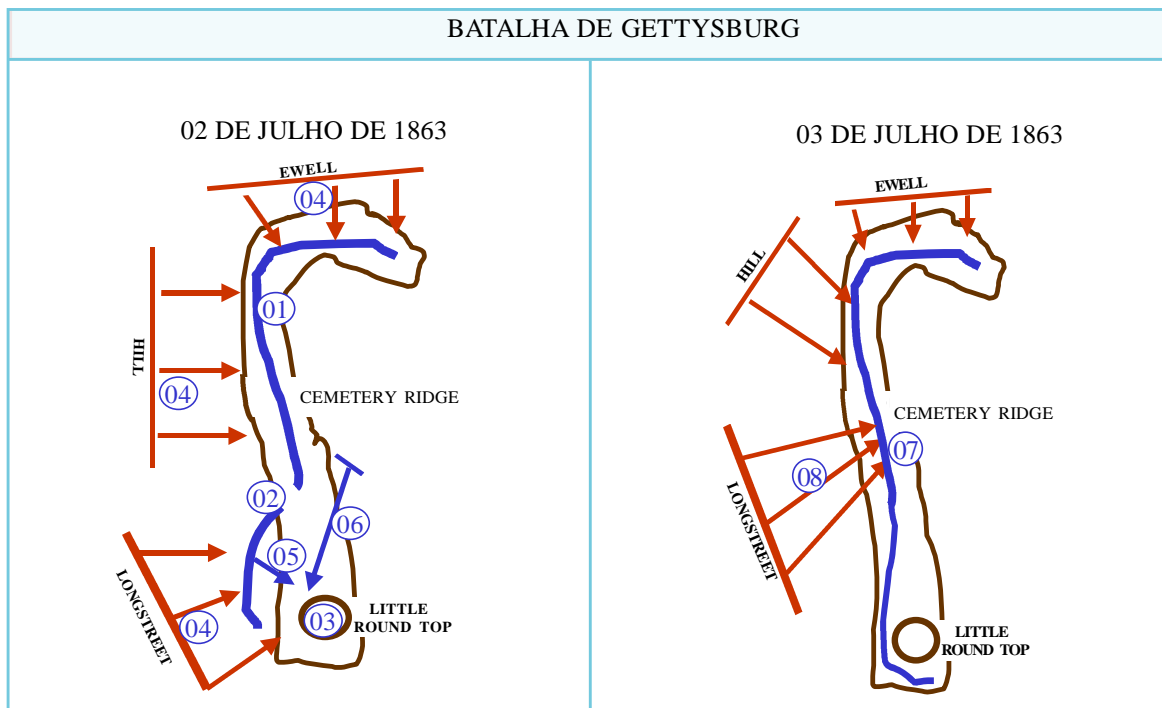 BATALHA DE GETTYSBURG
02 DE JULHO DE 1863
EWELL
04
HILL
01
04
CEMETERY RIDGE
02
06
05
LONGSTREET
04
03
LITTLE
ROUND TOP
03 DE JULHO DE 1863
EWELL
HILL
CEMETERY RIDGE
07
08
LONGSTREET
LITTLE
ROUND TOP